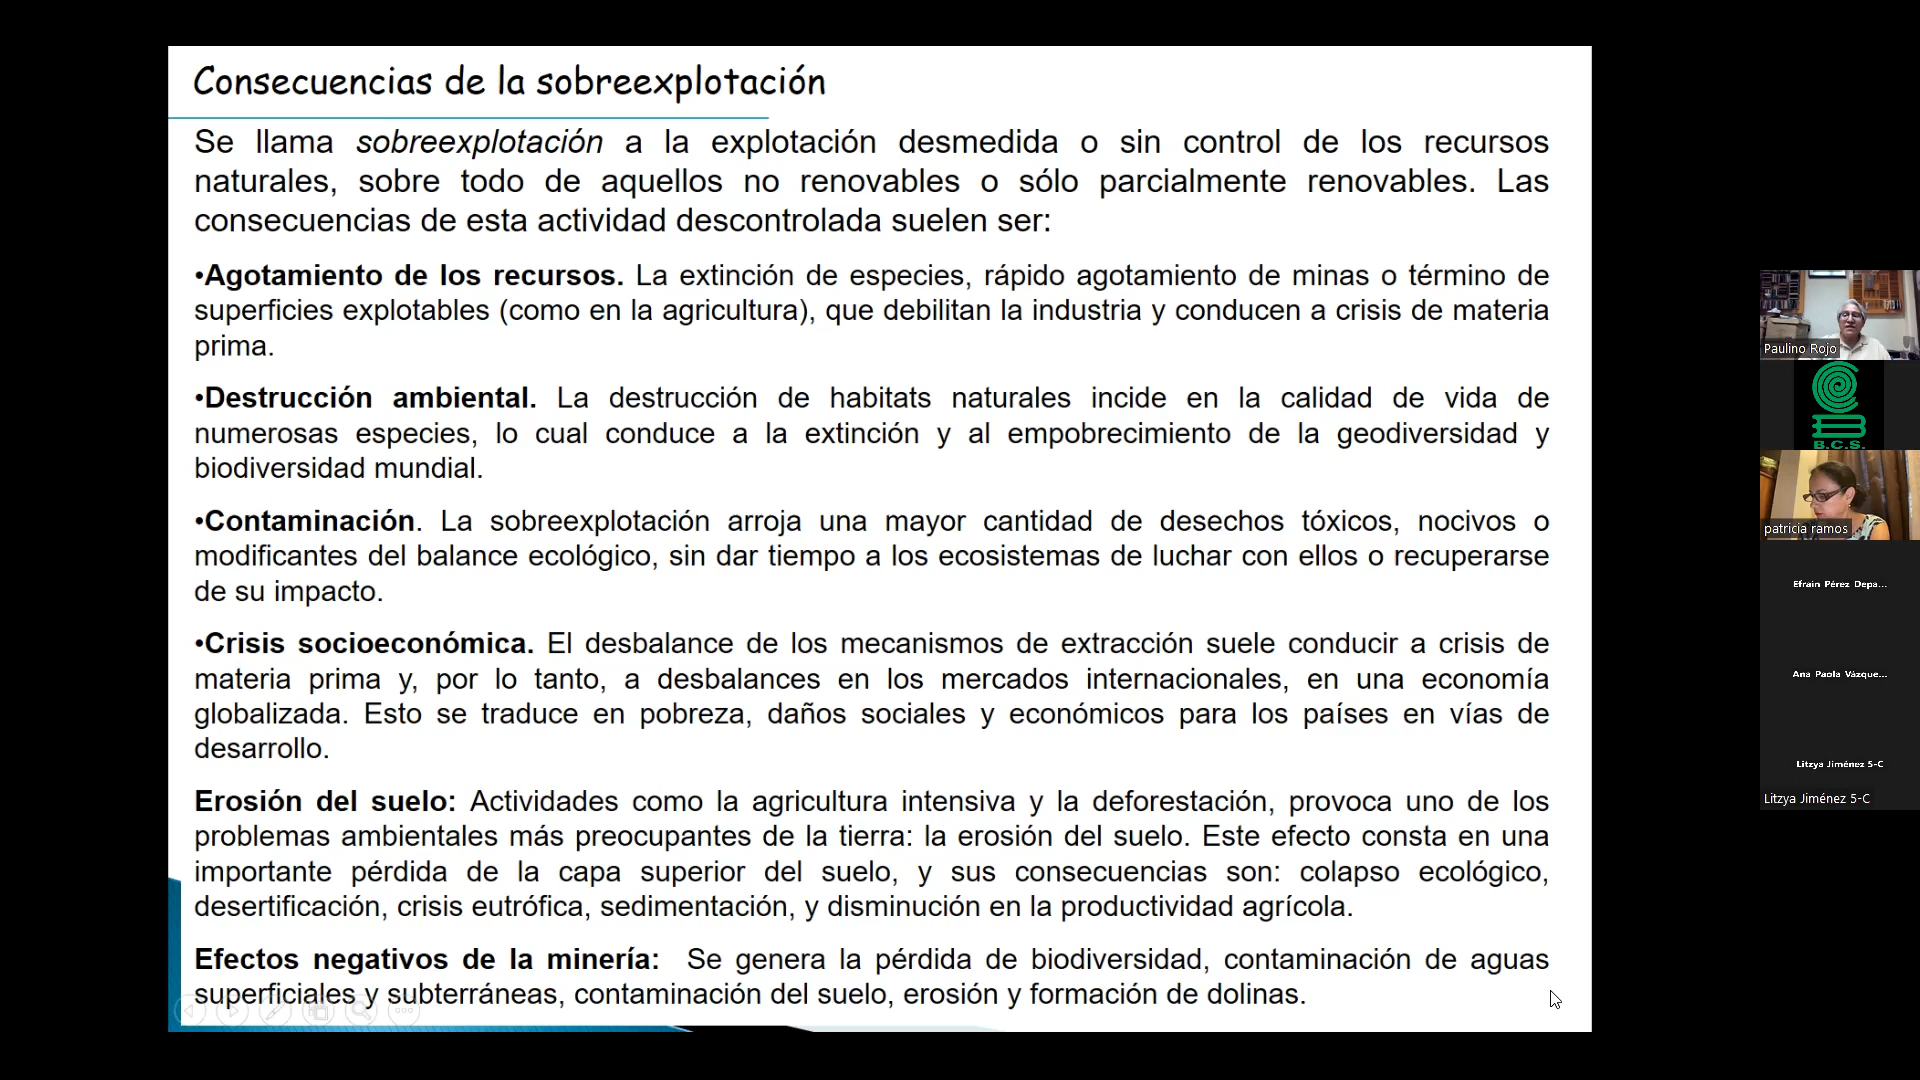 Consecuencias de la sobreexplotación
Se llama sobreexplotación a la explotación desmedida o sin control de los recursos
naturales, sobre todo de aquellos no renovables o sólo parcialmente renovables. Las
consecuencias de esta actividad descontrolada suelen ser:
•Agotamiento de los recursos. La extinción de especies, rápido agotamiento de minas o término de
superficies explotables (como en la agricultura), que debilitan la industria y conducen a crisis de materia
prima.
•Destrucción ambiental. La destrucción de habitats naturales incide en la calidad de vida de
numerosas especies, lo cual conduce a la extinción y al empobrecimiento de la geodiversidad y
biodiversidad mundial.
•Contaminación. La sobreexplotación arroja una mayor cantidad de desechos tóxicos, nocivos o
modificantes del balance ecológico, sin dar tiempo a los ecosistemas de luchar con ellos o recuperarse
de su impacto.
•Crisis socioeconómica. El desbalance de los mecanismos de extracción suele conducir a crisis de
materia prima y, por lo tanto, a desbalances en los mercados internacionales, en una economía
globalizada. Esto se traduce en pobreza, daños sociales y económicos para los países en vías de
desarrollo.
Erosión del suelo: Actividades como la agricultura intensiva y la deforestación, provoca uno de los
problemas ambientales más preocupantes de la tierra: la erosión del suelo. Este efecto consta en una
importante pérdida de la capa superior del suelo, y sus consecuencias son: colapso ecológico,
desertificación, crisis eutrófica, sedimentación, y disminución en la productividad agrícola.
Efectos negativos de la minería: Se genera la pérdida de biodiversidad, contaminación de aguas
superficiales y subterráneas, contaminación del suelo, erosión y formación de dolinas.
Paulino Rojo
B.C.S.
patricia ramos
Efrain Pérez Depa...
Ana Paola Vázque...
Litzya Jiménez 5-C
Litzya Jiménez 5-C